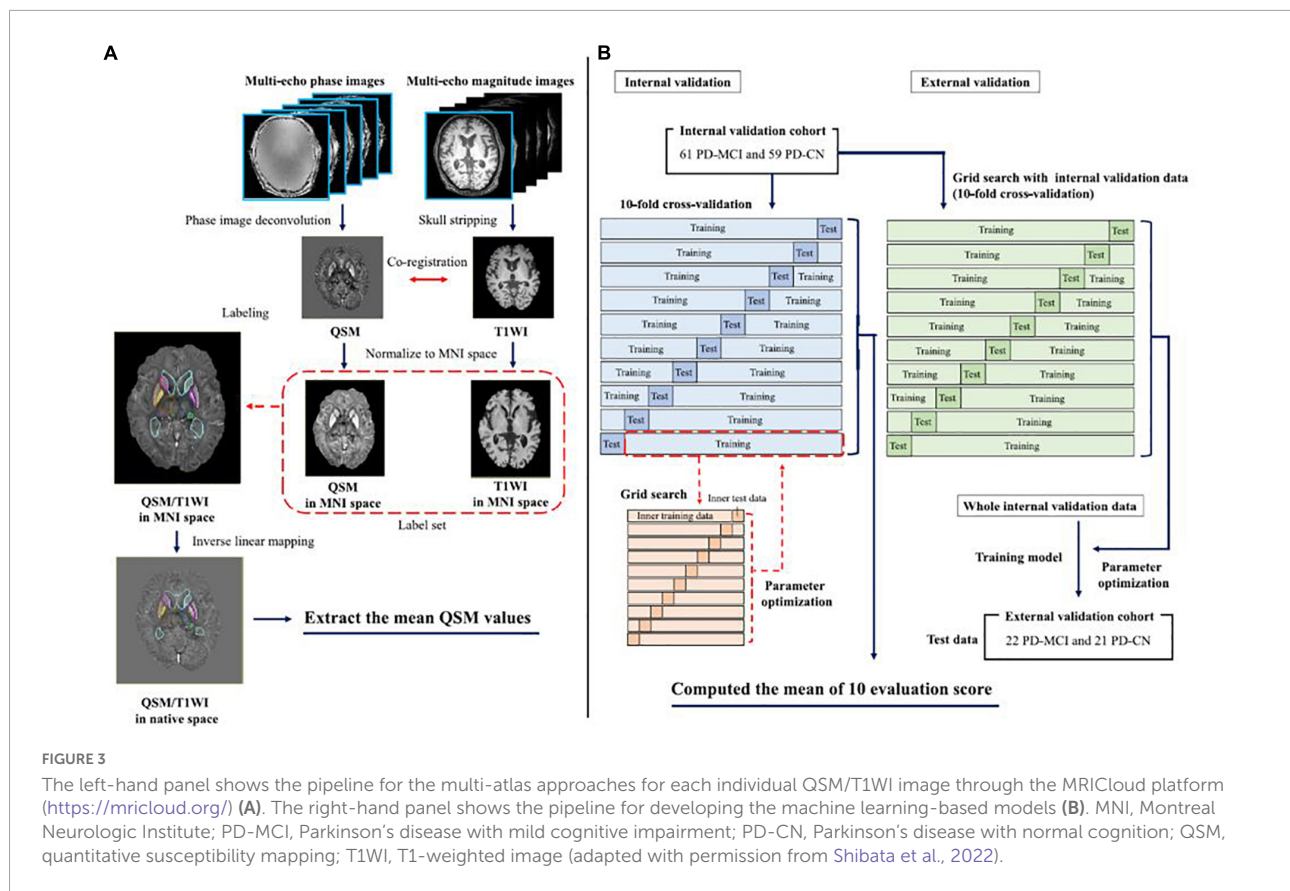 A
Multi-echo phase images
Multi-echo magnitude images
Phase image deconvolution
Skull stripping
Co-registration
Labeling
QSM
T1WI
Normalize to MNI space
QSM
in MNI space
T1WI
in MNI space
Label set
QSM/T1WI
in MNI space
Inverse linear mapping
Extract the mean QSM values
QSM/T1WI
in native space
B
Internal validation
External validation
Internal validation cohort
61 PD-MCI and 59 PD-CN
Grid search with internal validation data
(10-fold cross-validation)
10-fold cross-validation
Training Test
Training Test
Training Test Training
Training Test Training
Training Test Training
Training Test Training
Training Test Training
Training Test Training
Test Training
Test Training
Training Test
Training Test
Training Test Training
Training Test Training
Training Test Training
Training Test Training
Training Test Training
Training Test Training
Test Training
Test Training
Grid search
Inner test data
Inner training data
Parameter
optimization
Whole internal validation data
Training model
Parameter
optimization
Test data
External validation cohort
22 PD-MCI and 21 PD-CN
Computed the mean of 10 evaluation score
FIGURE 3
The left-hand panel shows the pipeline for the multi-atlas approaches for each individual QSM/T1WI image through the MRICloud platform
(https://mricloud.org/) (A). The right-hand panel shows the pipeline for developing the machine learning-based models (B). MNI, Montreal
Neurologic Institute; PD-MCI, Parkinson's disease with mild cognitive impairment; PD-CN, Parkinson's disease with normal cognition; QSM,
quantitative susceptibility mapping; T1WI, T1-weighted image (adapted with permission from Shibata et al., 2022).